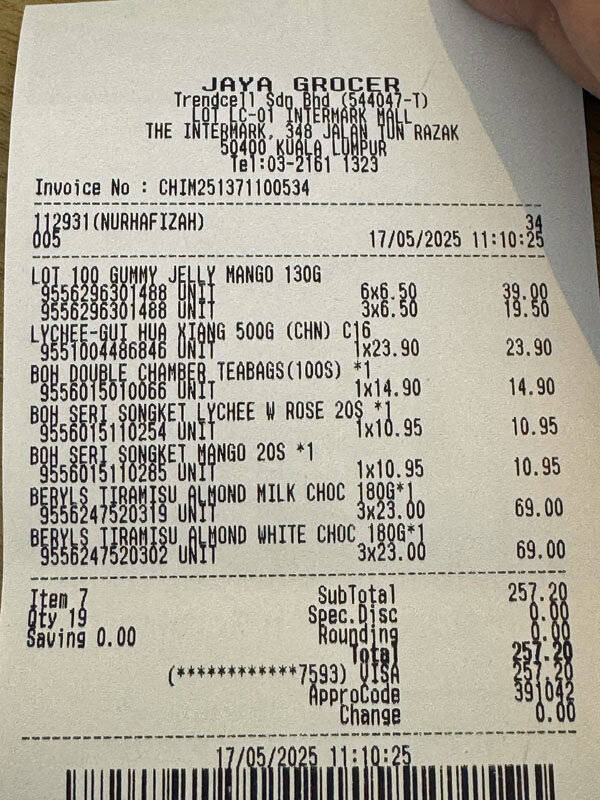 JAYA GROCER
Trendcell Sdn Bhd (544047-T)
LOT LC-01 INTERMARK MALL
THE INTERMARK, 348 JALAN TUN RAZAK
50400 KUALA LUMPUR
Tel:03-2161 1323
Invoice No : CHIM251371100534
112931(NURHAFIZAH) 34
005 17/05/2025 11:10:25
LOT 100 GUMMY JELLY MANGO 130G
9556296301488 UNIT 6x6.50 39.00
9556296301488 UNIT 3x6.50 19.50
LYCHEE-GUI HUA XIANG 500G (CHN) C16
9551004486846 UNIT 1x23.90 23.90
BOH DOUBLE CHAMBER TEABAGS(100S) *1
9556015010066 UNIT 1x14.90 14.90
BOH SERI SONGKET LYCHEE W ROSE 20S *1
9556015110254 UNIT 1x10.95 10.95
BOH SERI SONGKET MANGO 20S *1
9556015110285 UNIT 1x10.95 10.95
BERYLS TIRAMISU ALMOND MILK CHOC 180G*1
9556247520319 UNIT 3x23.00 69.00
BERYLS TIRAMISU ALMOND WHITE CHOC 180G*1
9556247520302 UNIT 3x23.00 69.00
Item 7 SubTotal 257.20
Qty 19 Spec.Disc 0.00
Saving 0.00 Rounding 0.00
Total 257.20
(************7593) VISA 257.20
ApproCode 391042
Change 0.00
17/05/2025 11:10:25